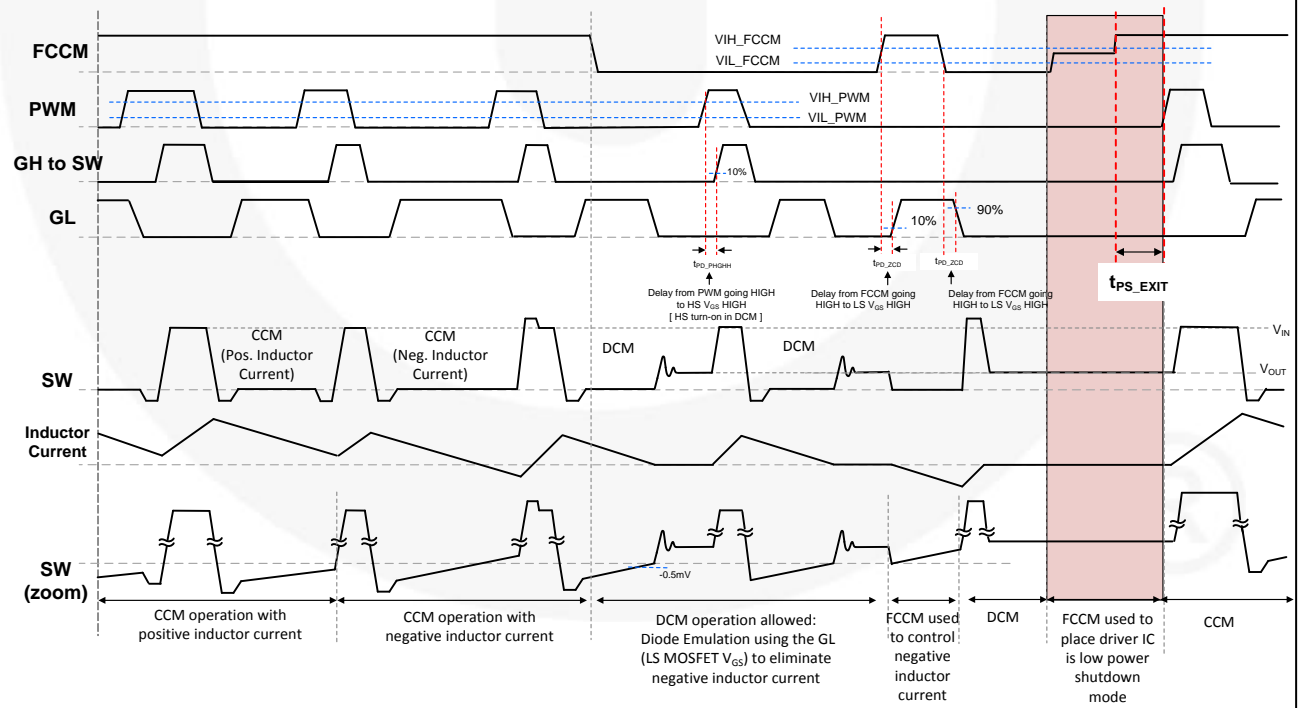 FCCM
VIH_FCCM
VIL_FCCM
PWM
VIH_PWM
VIL_PWM
GH to SW
10%
GL
10%
90%
tPD_PHGHH
tPD_ZCD
tPD_ZCD
tPS_EXIT
Delay from PWM going HIGH
to HS VGS HIGH
[ HS turn-on in DCM ]
Delay from FCCM going
HIGH to LS VGS HIGH
Delay from FCCM going
HIGH to LS VGS HIGH
SW
CCM
(Pos. Inductor
Current)
CCM
(Neg. Inductor
Current)
DCM
DCM
VIN
VOUT
Inductor
Current
SW
(zoom)
-0.5mV
CCM operation with
positive inductor current
CCM operation with
negative inductor current
DCM operation allowed:
Diode Emulation using the GL
(LS MOSFET VGS) to eliminate
negative inductor current
FCCM used
to control
negative
inductor
current
DCM
FCCM used to
place driver IC
is low power
shutdown
mode
CCM
®